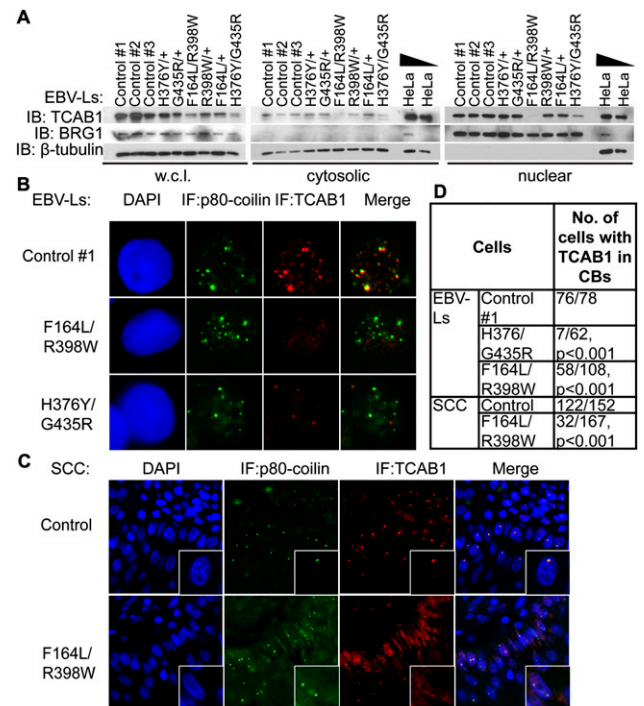 A
Control #1
Control #2
Control #3
H376Y/+
G435R/+
F164L/R398W
R398W/+
F164L/+
H376Y/G435R
Control #1
Control #2
Control #3
H376Y/+
G435R/+
F164L/R398W
R398W/+
F164L/+
H376Y/G435R
HeLa
HeLa
Control #1
Control #2
Control #3
H376Y/+
G435R/+
F164L/R398W
R398W/+
F164L/+
H376Y/G435R
HeLa
HeLa
EBV-Ls:
IB: TCAB1
IB: BRG1
IB: β-tubulin
w.c.l. cytosolic nuclear
B
EBV-Ls: DAPI IF:p80-coilin IF:TCAB1 Merge
Control #1
F164L/
R398W
H376Y/
G435R
D
Cells
No. of
cells with
TCAB1 in
CBs
EBV-
Ls
Control
#1
76/78
H376/
G435R
7/62,
p<0.001
F164L/
R398W
58/108,
p<0.001
SCC
Control
122/152
F164L/
R398W
32/167,
p<0.001
C
SCC: DAPI IF:p80-coilin IF:TCAB1 Merge
Control
F164L/
R398W